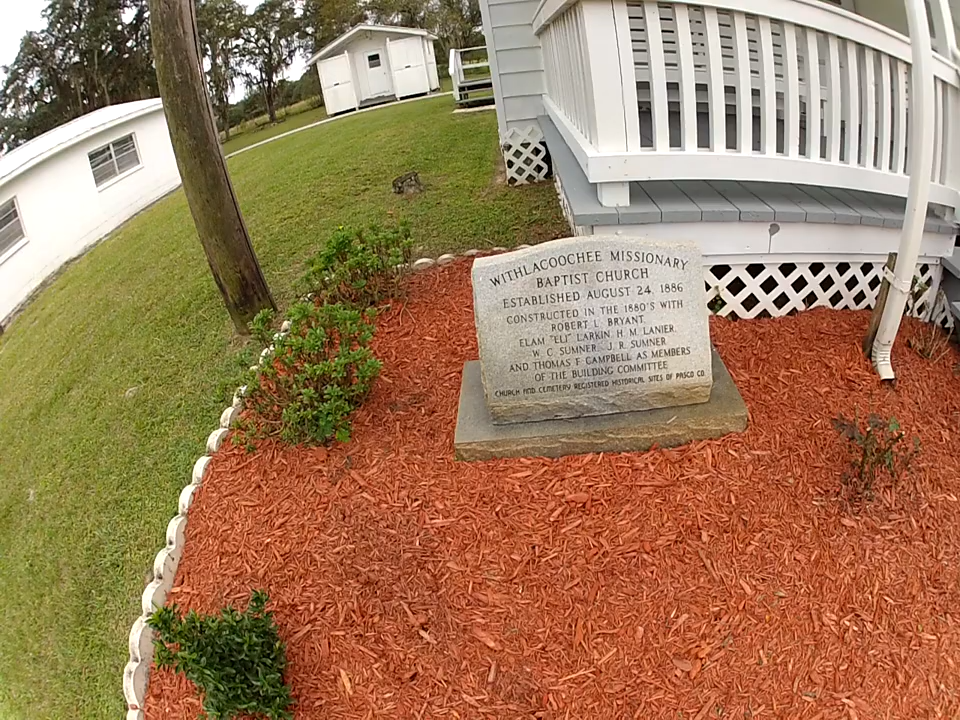 WITHLACOOCHEE MISSIONARY
BAPTIST CHURCH
ESTABLISHED AUGUST 24, 1886
CONSTRUCTED IN THE 1880'S WITH
ROBERT L. BRYANT,
ELAM "ELI" LARKIN, H. M. LANIER,
W. C. SUMNER, J. R. SUMNER
AND THOMAS F. CAMPBELL AS MEMBERS
OF THE BUILDING COMMITTEE
CHURCH AND CEMETERY REGISTERED HISTORICAL SITES OF PASCO CO.